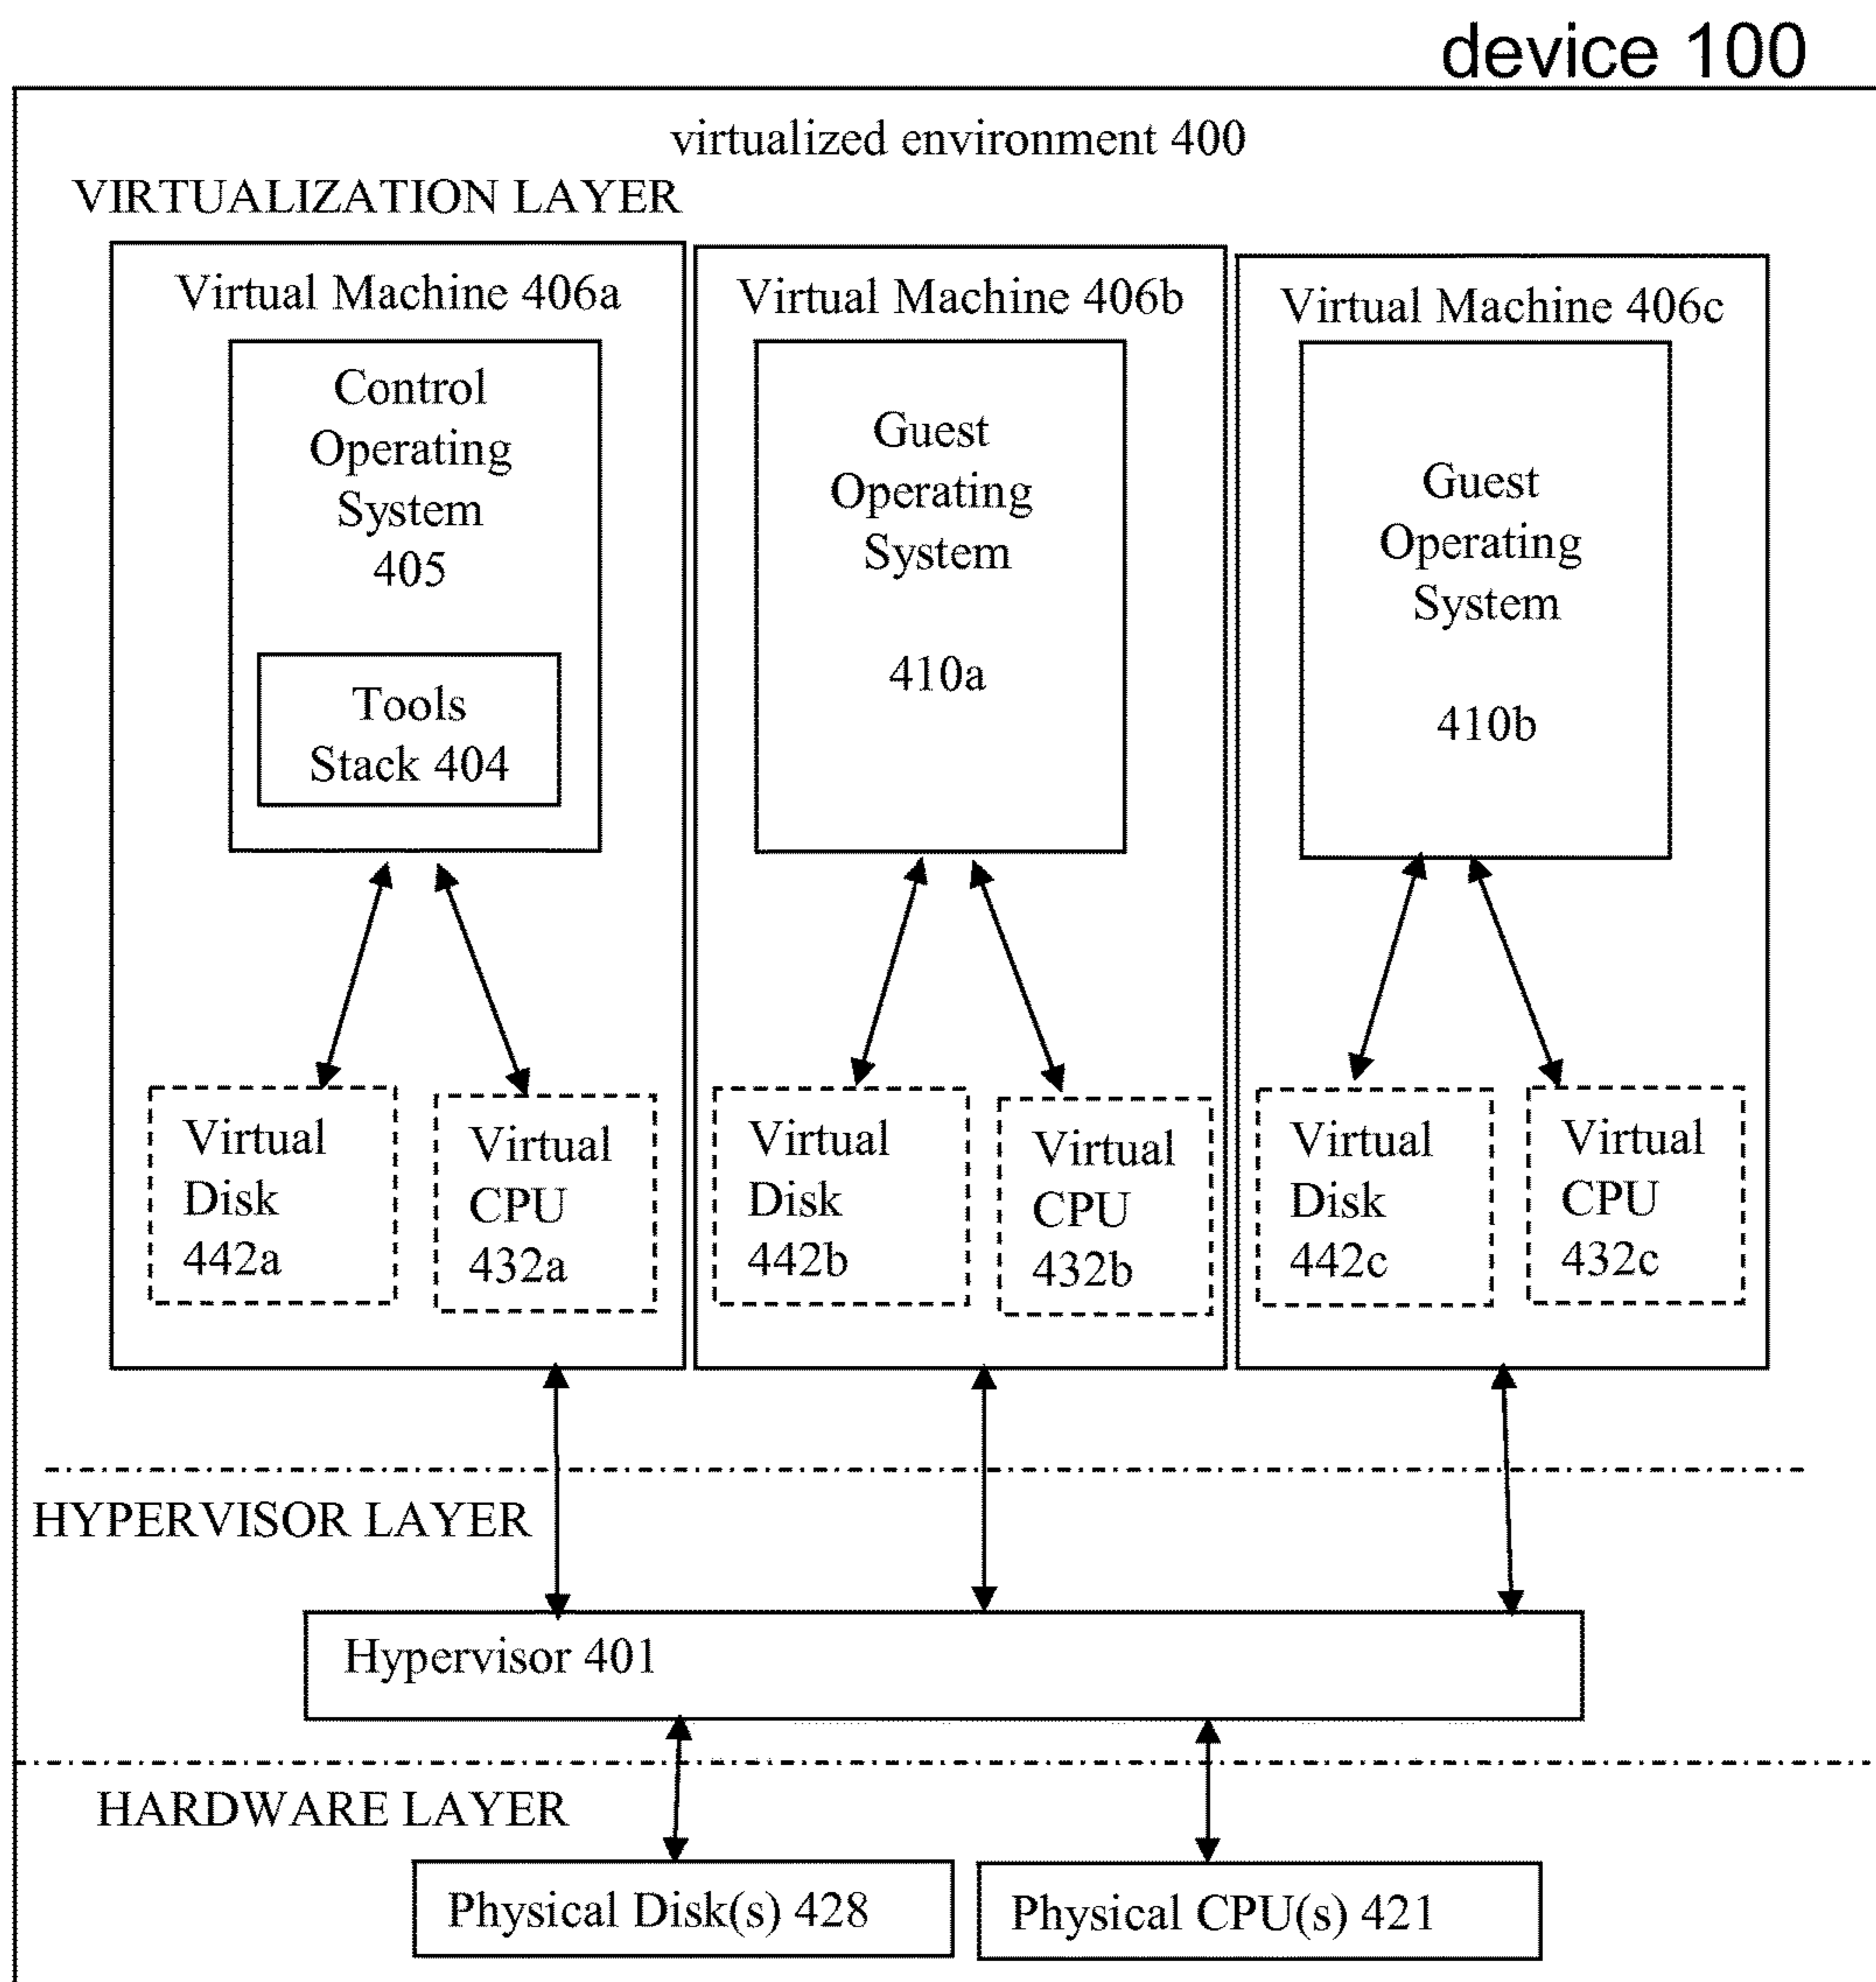 device 100
virtualized environment 400
VIRTUALIZATION LAYER
Virtual Machine 406a
Control
Operating
System
405
Tools
Stack 404
Virtual
Disk
442a
Virtual
CPU
432a
Virtual Machine 406b
Guest
Operating
System
410a
Virtual
Disk
442b
Virtual
CPU
432b
Virtual Machine 406c
Guest
Operating
System
410b
Virtual
Disk
442c
Virtual
CPU
432c
HYPERVISOR LAYER
Hypervisor 401
HARDWARE LAYER
Physical Disk(s) 428
Physical CPU(s) 421